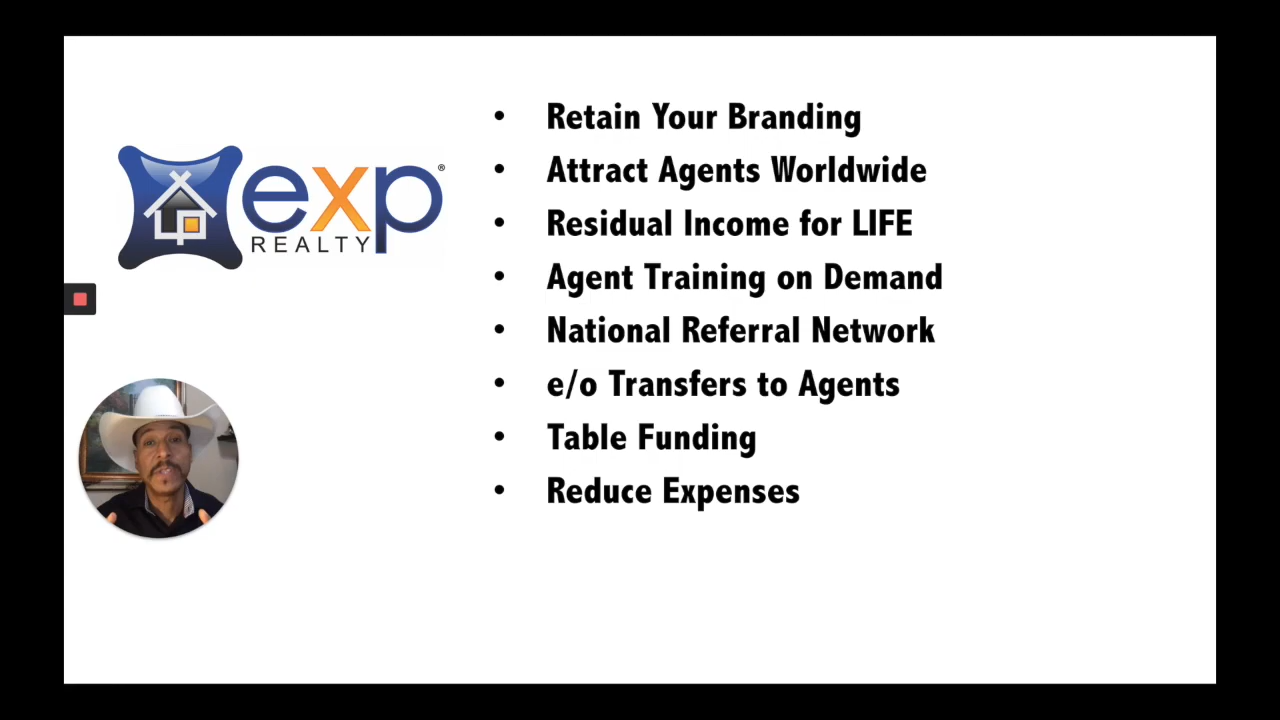 exp®
REALTY
• Retain Your Branding
• Attract Agents Worldwide
• Residual Income for LIFE
• Agent Training on Demand
• National Referral Network
• e/o Transfers to Agents
• Table Funding
• Reduce Expenses